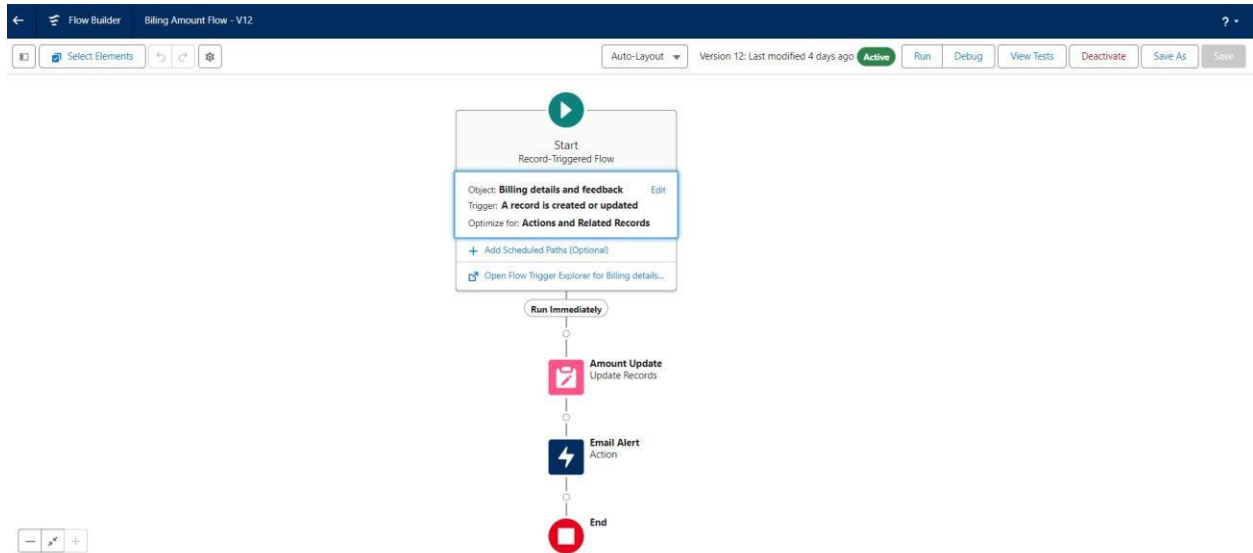 Flow Builder Biling Amount Flow - V12 ?
Select Elements Auto-Layout Version 12: Last modified 4 days ago Active Run Debug View Tests Deactivate Save As Save
Start
Record-Triggered Flow
Object: Billing details and feedback Edit
Trigger: A record is created or updated
Optimize for: Actions and Related Records
+ Add Scheduled Paths (Optional)
Open Flow Trigger Explorer for Billing details...
Run Immediately
Amount Update
Update Records
Email Alert
Action
End